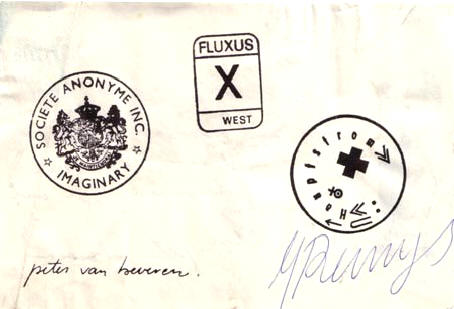 FLUXUS
X
WEST
SOCIETE ANONYME INC.
IMAGINARY
Hauptstrom
peter van beveren.